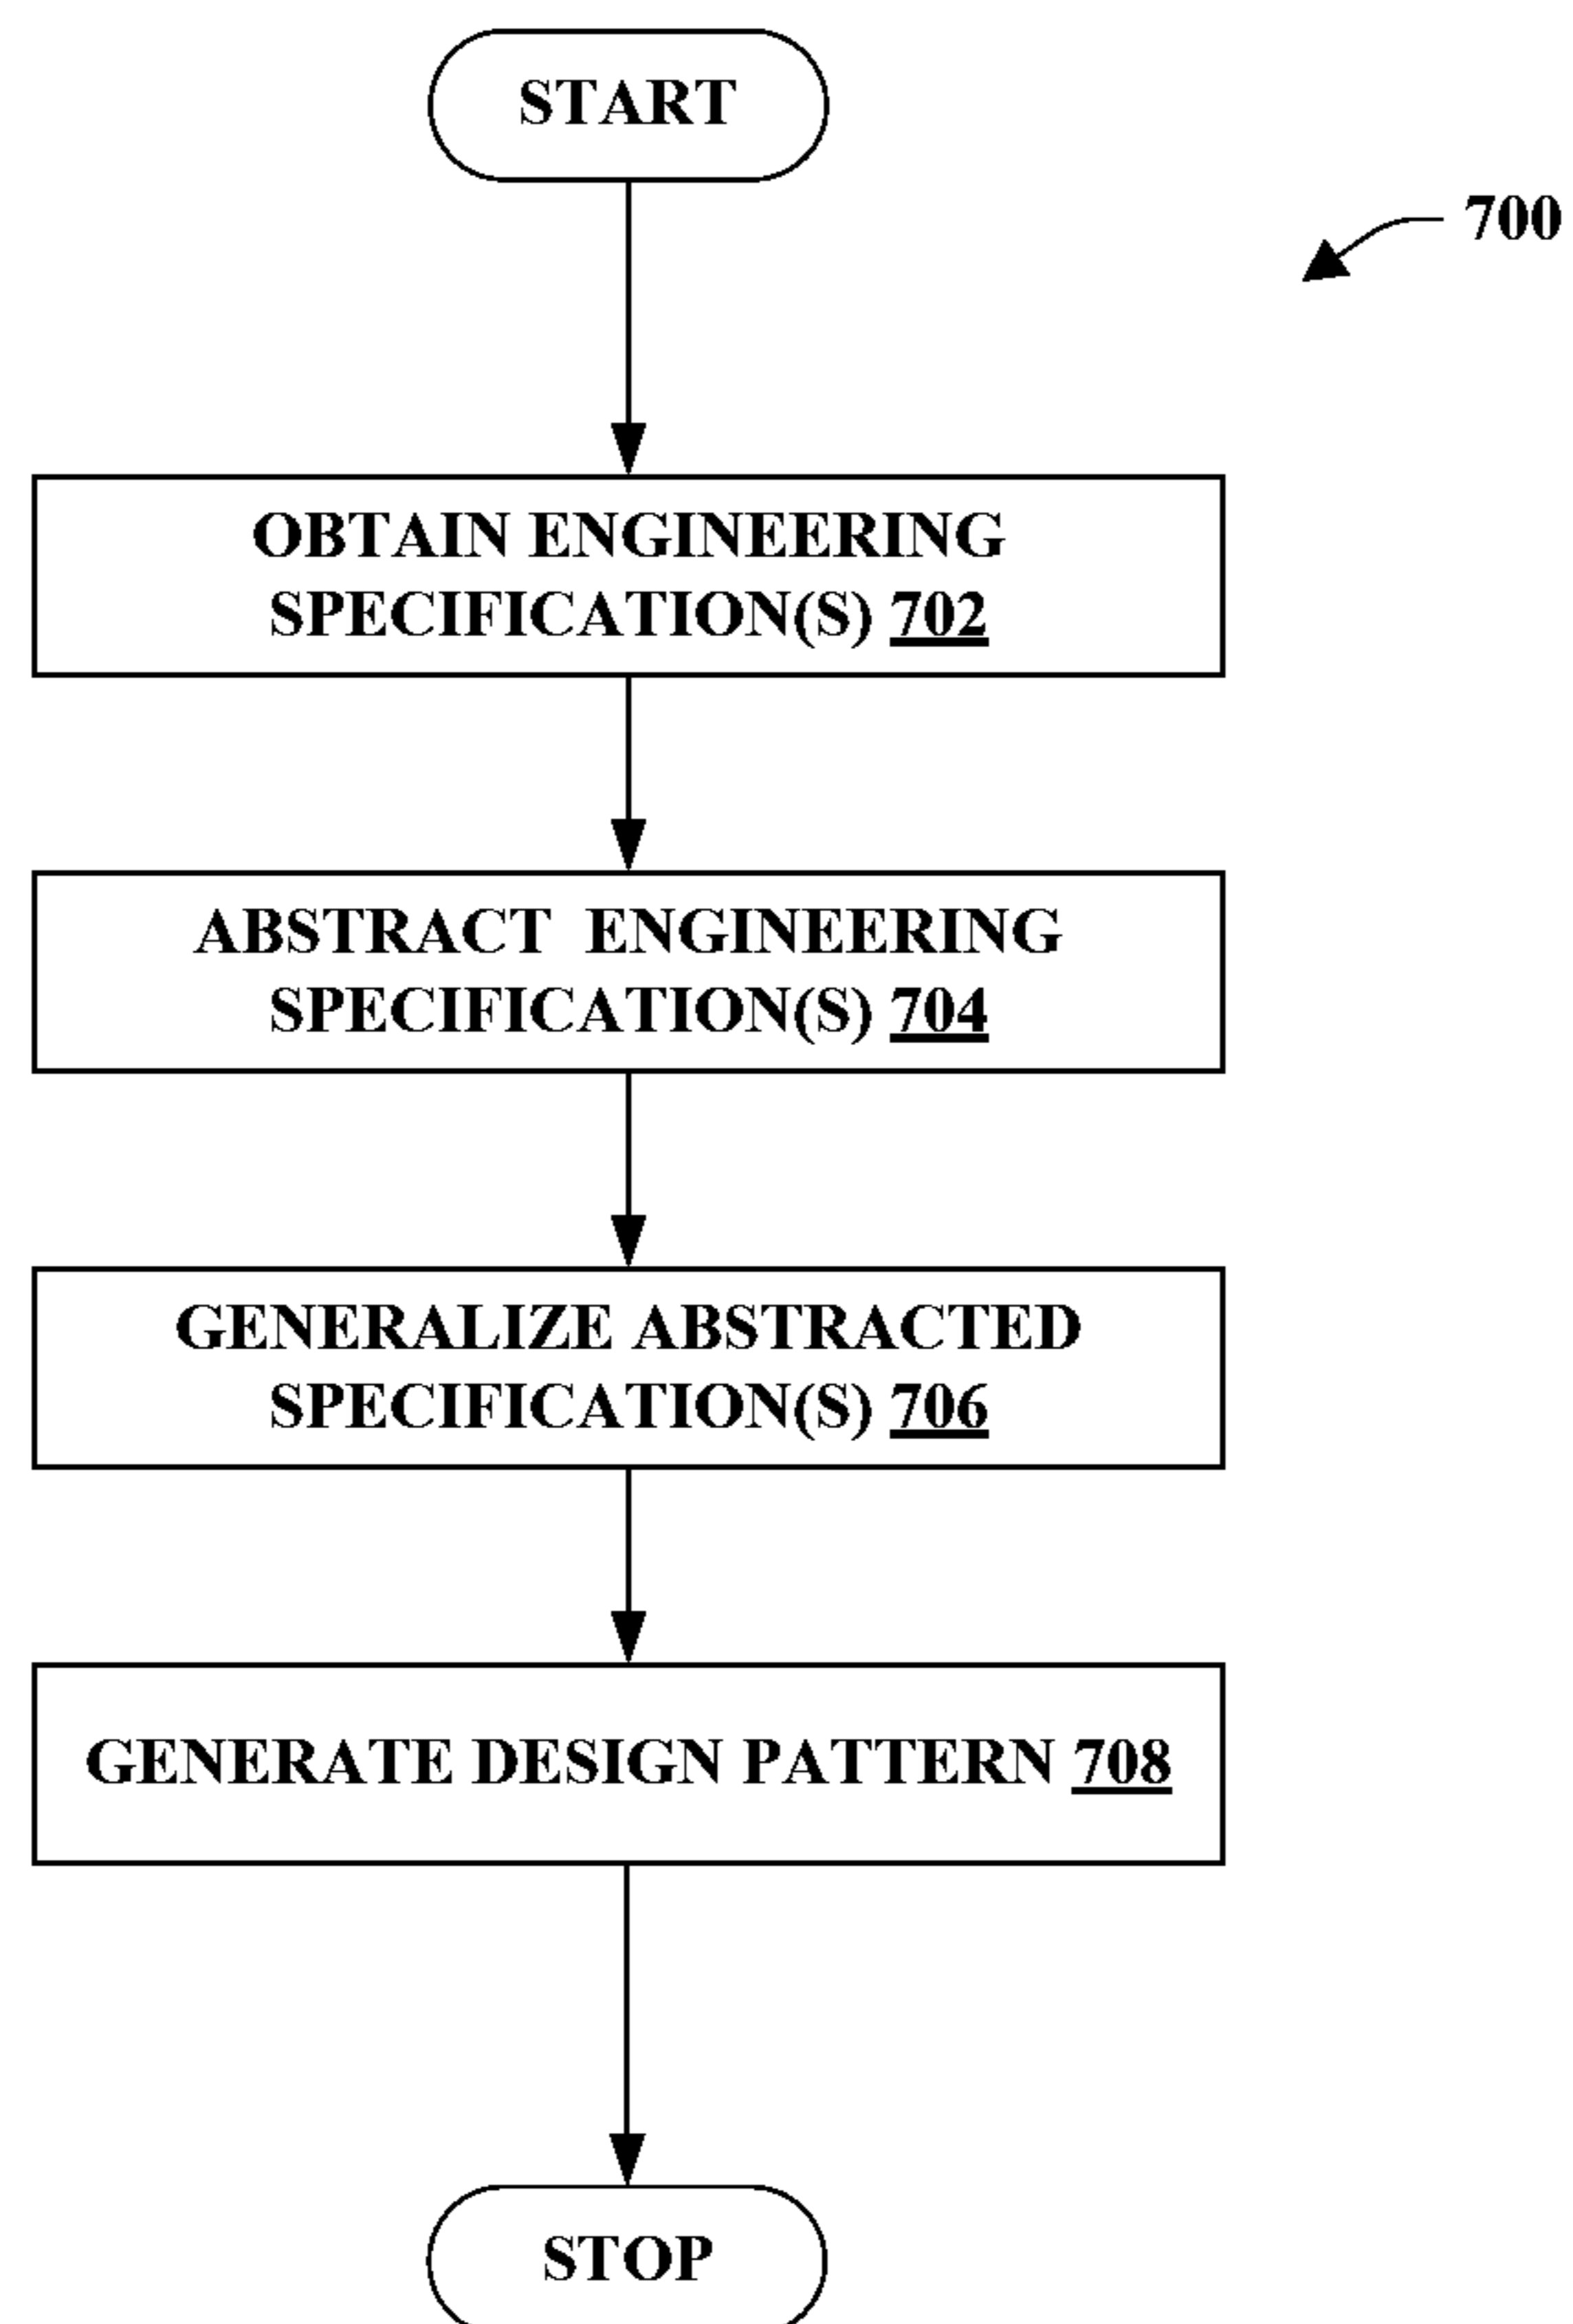 START
700
OBTAIN ENGINEERING
SPECIFICATION(S) 702
ABSTRACT ENGINEERING
SPECIFICATION(S) 704
GENERALIZE ABSTRACTED
SPECIFICATION(S) 706
GENERATE DESIGN PATTERN 708
STOP